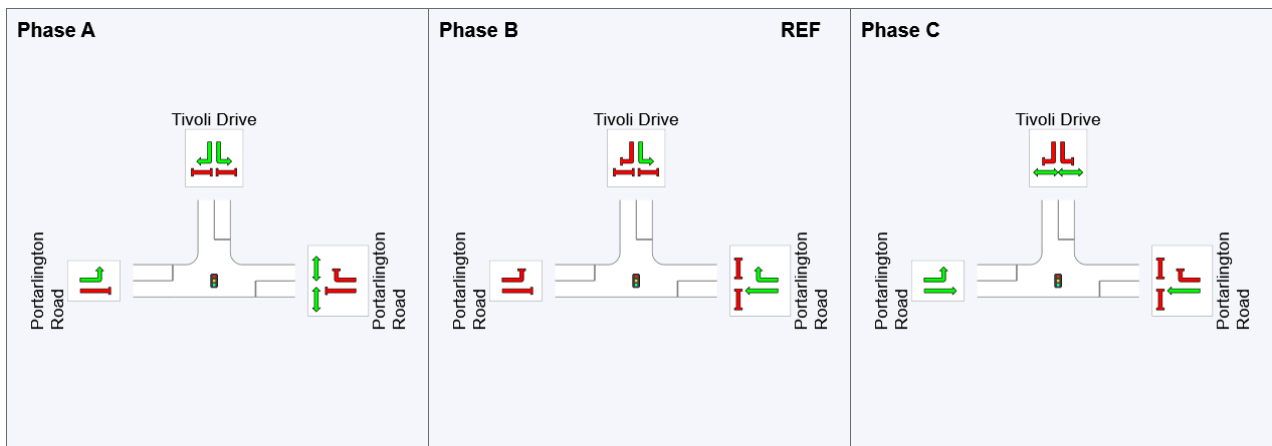 Phase A
Tivoli Drive
Portarlington
Road
Portarlington
Road
Phase B
REF
Tivoli Drive
Portarlington
Road
Portarlington
Road
Phase C
Tivoli Drive
Portarlington
Road
Portarlington
Road